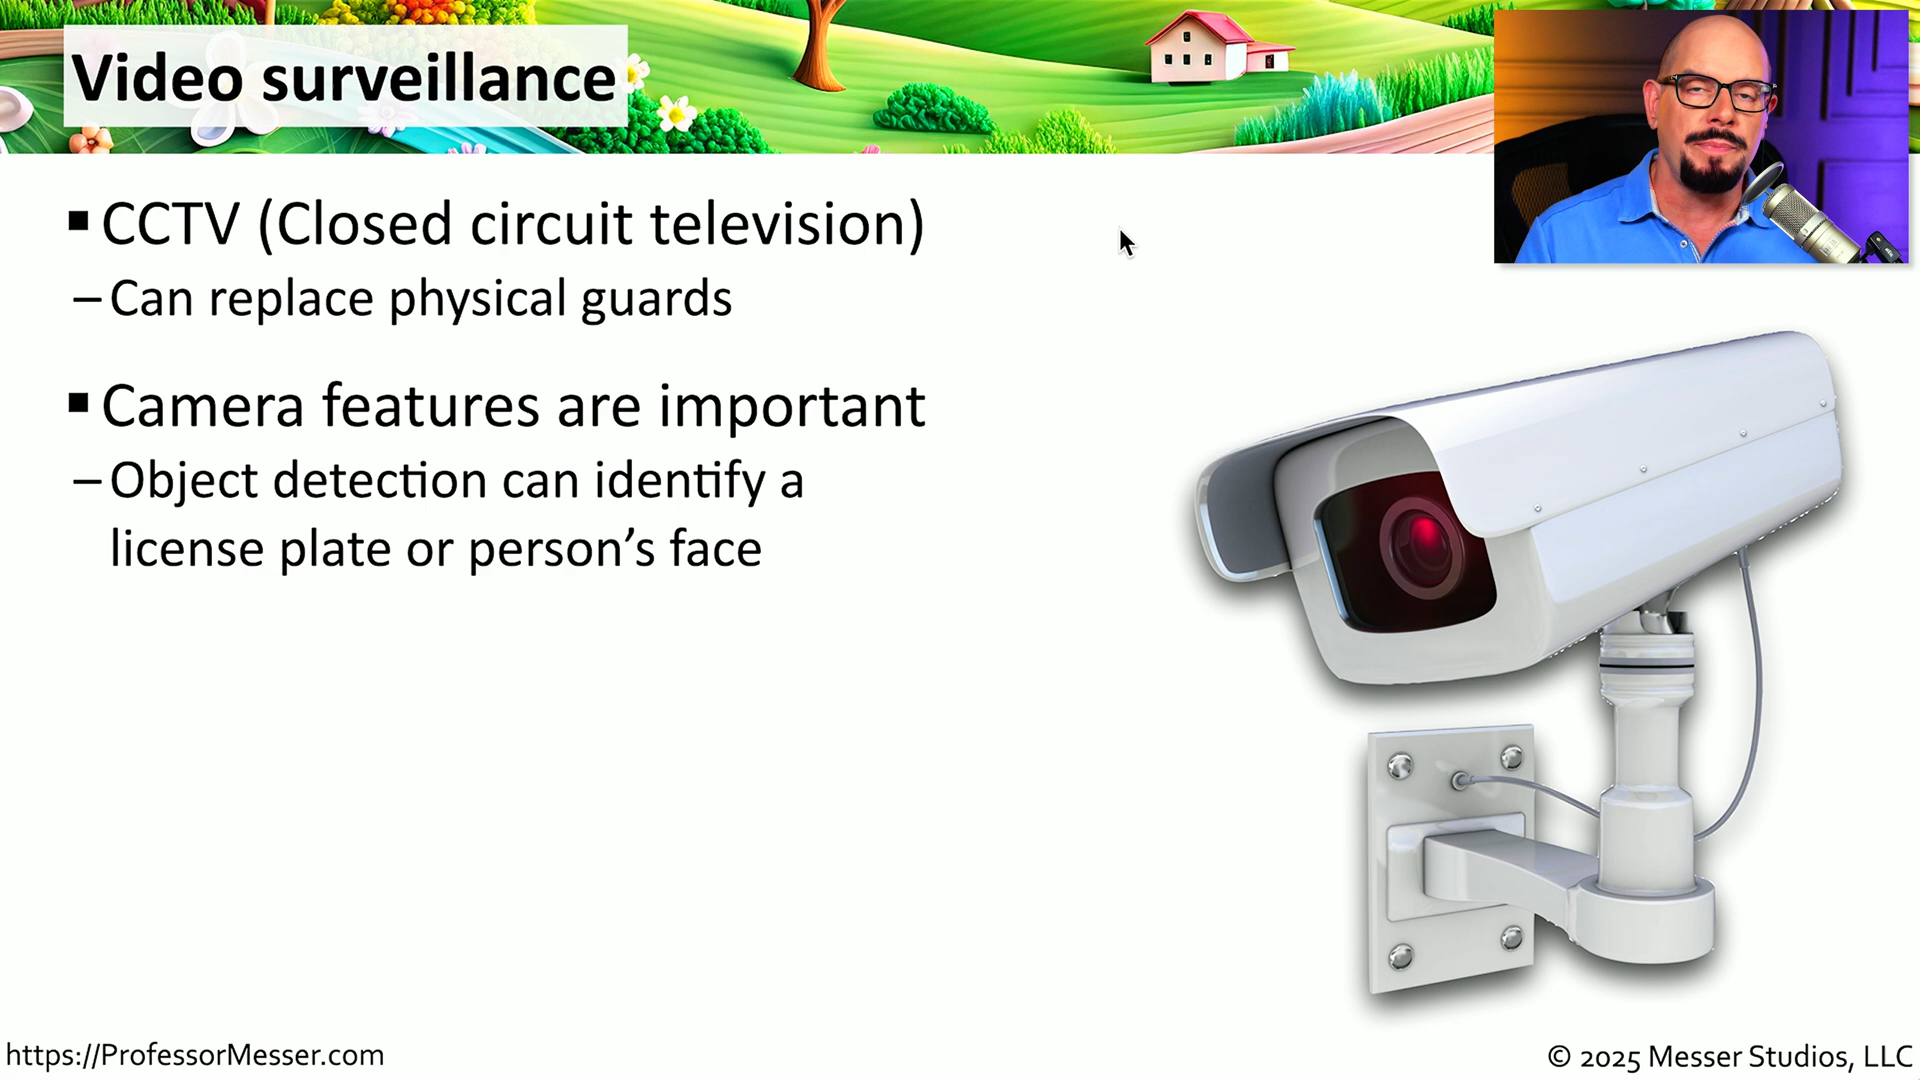 Video surveillance
▪ CCTV (Closed circuit television)
– Can replace physical guards
▪ Camera features are important
– Object detection can identify a
license plate or person’s face
https://ProfessorMesser.com
© 2025 Messer Studios, LLC